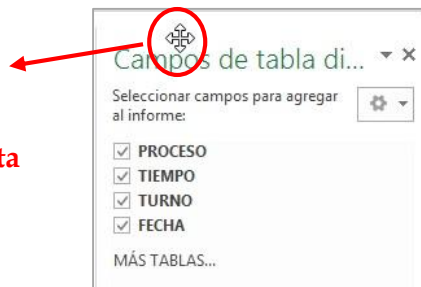 Campos de tabla di...
Seleccionar campos para agregar
al informe:
ta
PROCESO
TIEMPO
TURNO
FECHA
MÁS TABLAS...